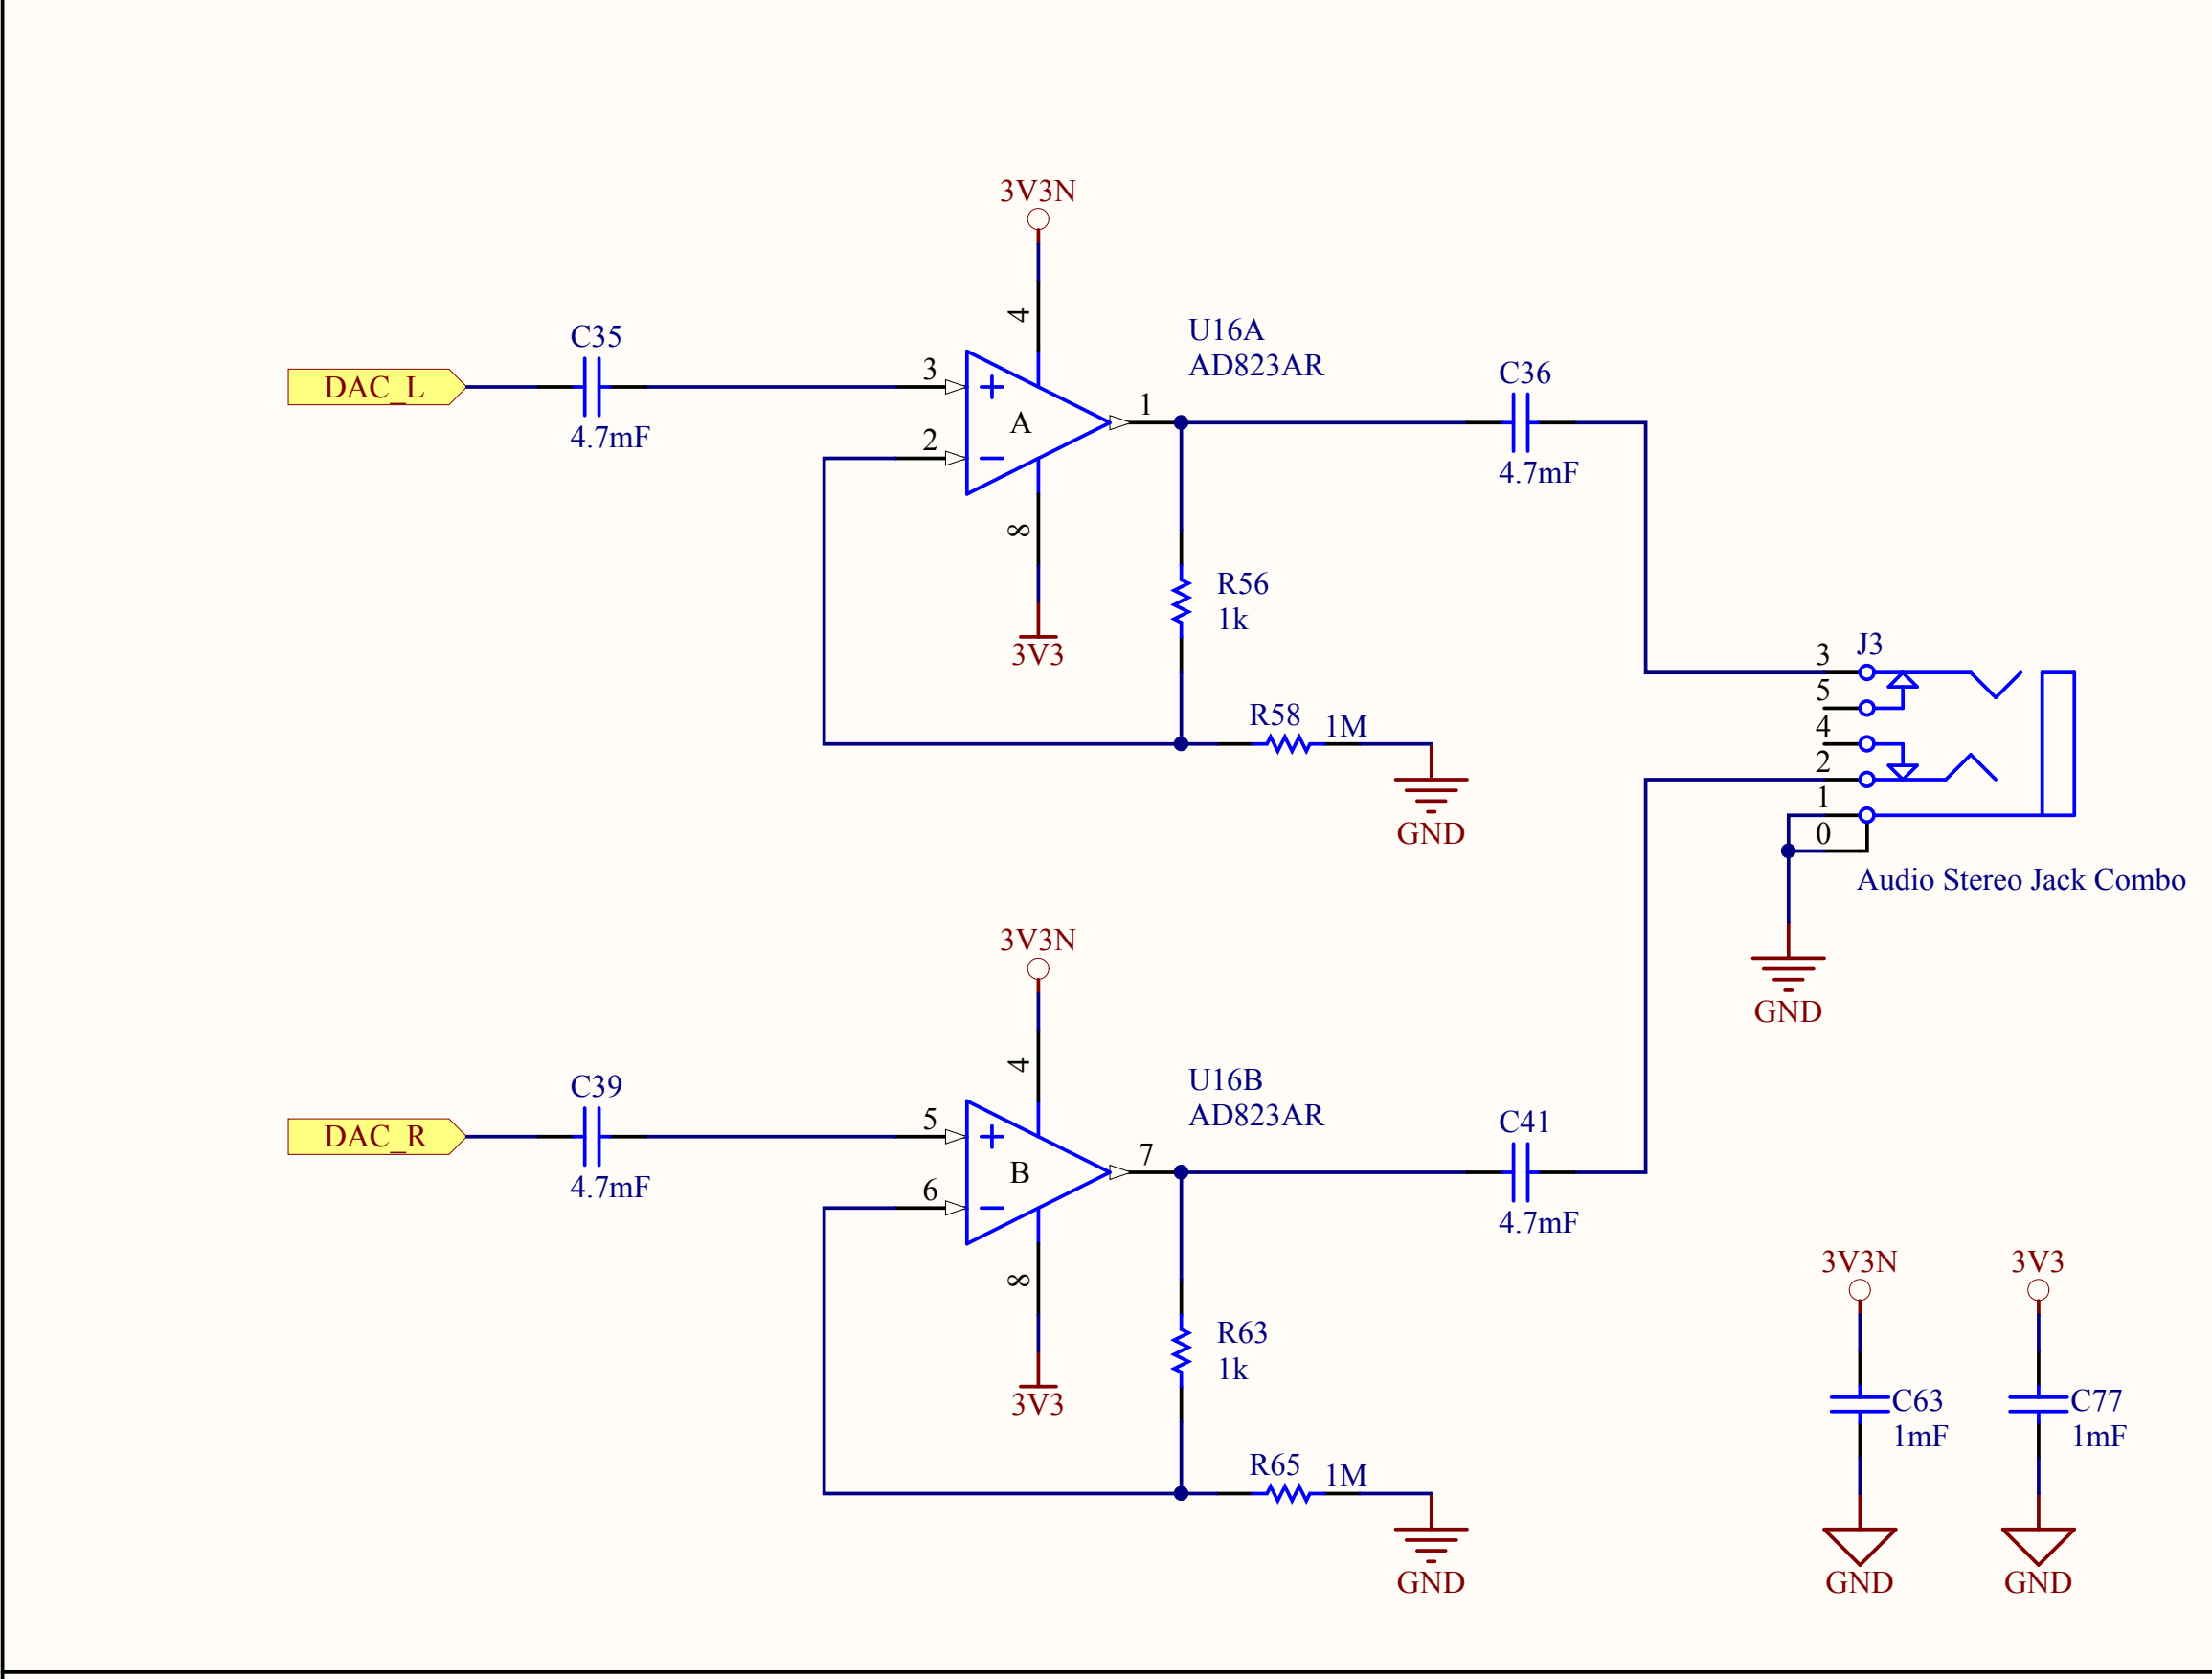 3V3N
4
C35
DAC_L
4.7mF
3
2
A
1
U16A
AD823AR
8
3V3
C36
4.7mF
R56
1k
R58 1M
GND
J3
3
5
4
2
1
0
Audio Stereo Jack Combo
GND
3V3N
4
C39
DAC_R
4.7mF
5
6
B
7
U16B
AD823AR
8
3V3
C41
4.7mF
R63
1k
R65 1M
GND
3V3N
C63
1mF
GND
3V3
C77
1mF
GND